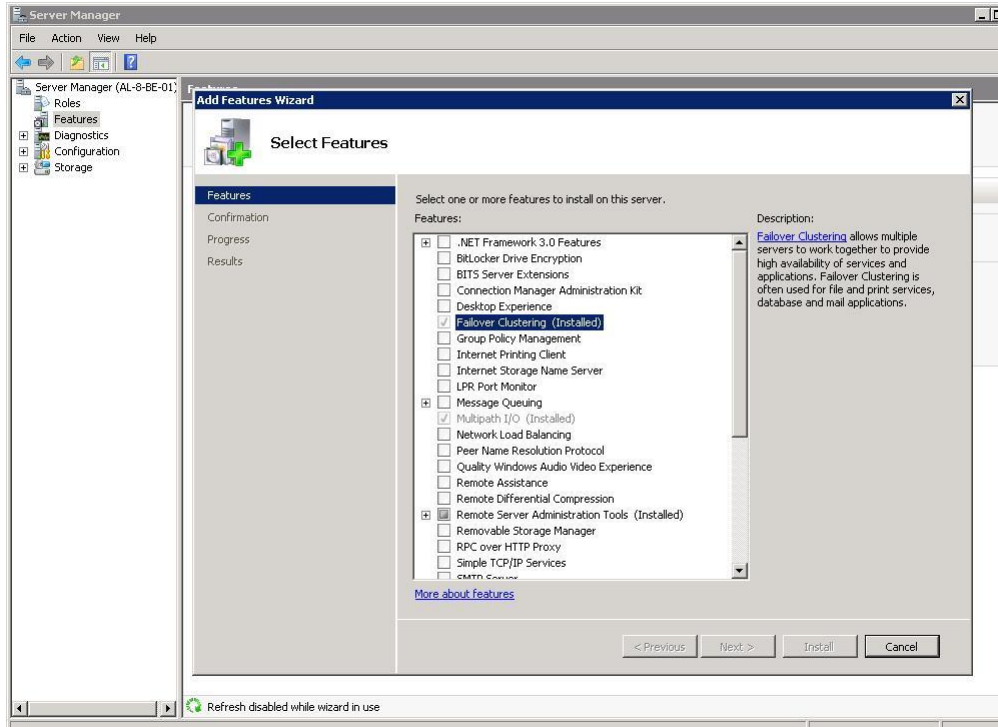 Server Manager
File Action View Help
Server Manager (AL-8-BE-01)
Roles
Features
Diagnostics
Configuration
Storage
Features
Add Features Wizard
Select Features
Features
Confirmation
Progress
Results
Select one or more features to install on this server.
Features:
.NET Framework 3.0 Features
BitLocker Drive Encryption
BITS Server Extensions
Connection Manager Administration Kit
Desktop Experience
Failover Clustering (Installed)
Group Policy Management
Internet Printing Client
Internet Storage Name Server
LPR Port Monitor
Message Queuing
Multipath I/O (Installed)
Network Load Balancing
Peer Name Resolution Protocol
Quality Windows Audio Video Experience
Remote Assistance
Remote Differential Compression
Remote Server Administration Tools (Installed)
Removable Storage Manager
RPC over HTTP Proxy
Simple TCP/IP Services
SMTP Server
Description:
Failover Clustering allows multiple
servers to work together to provide
high availability of services and
applications. Failover Clustering is
often used for file and print services,
database and mail applications.
More about features
< Previous
Next >
Install
Cancel
Refresh disabled while wizard in use